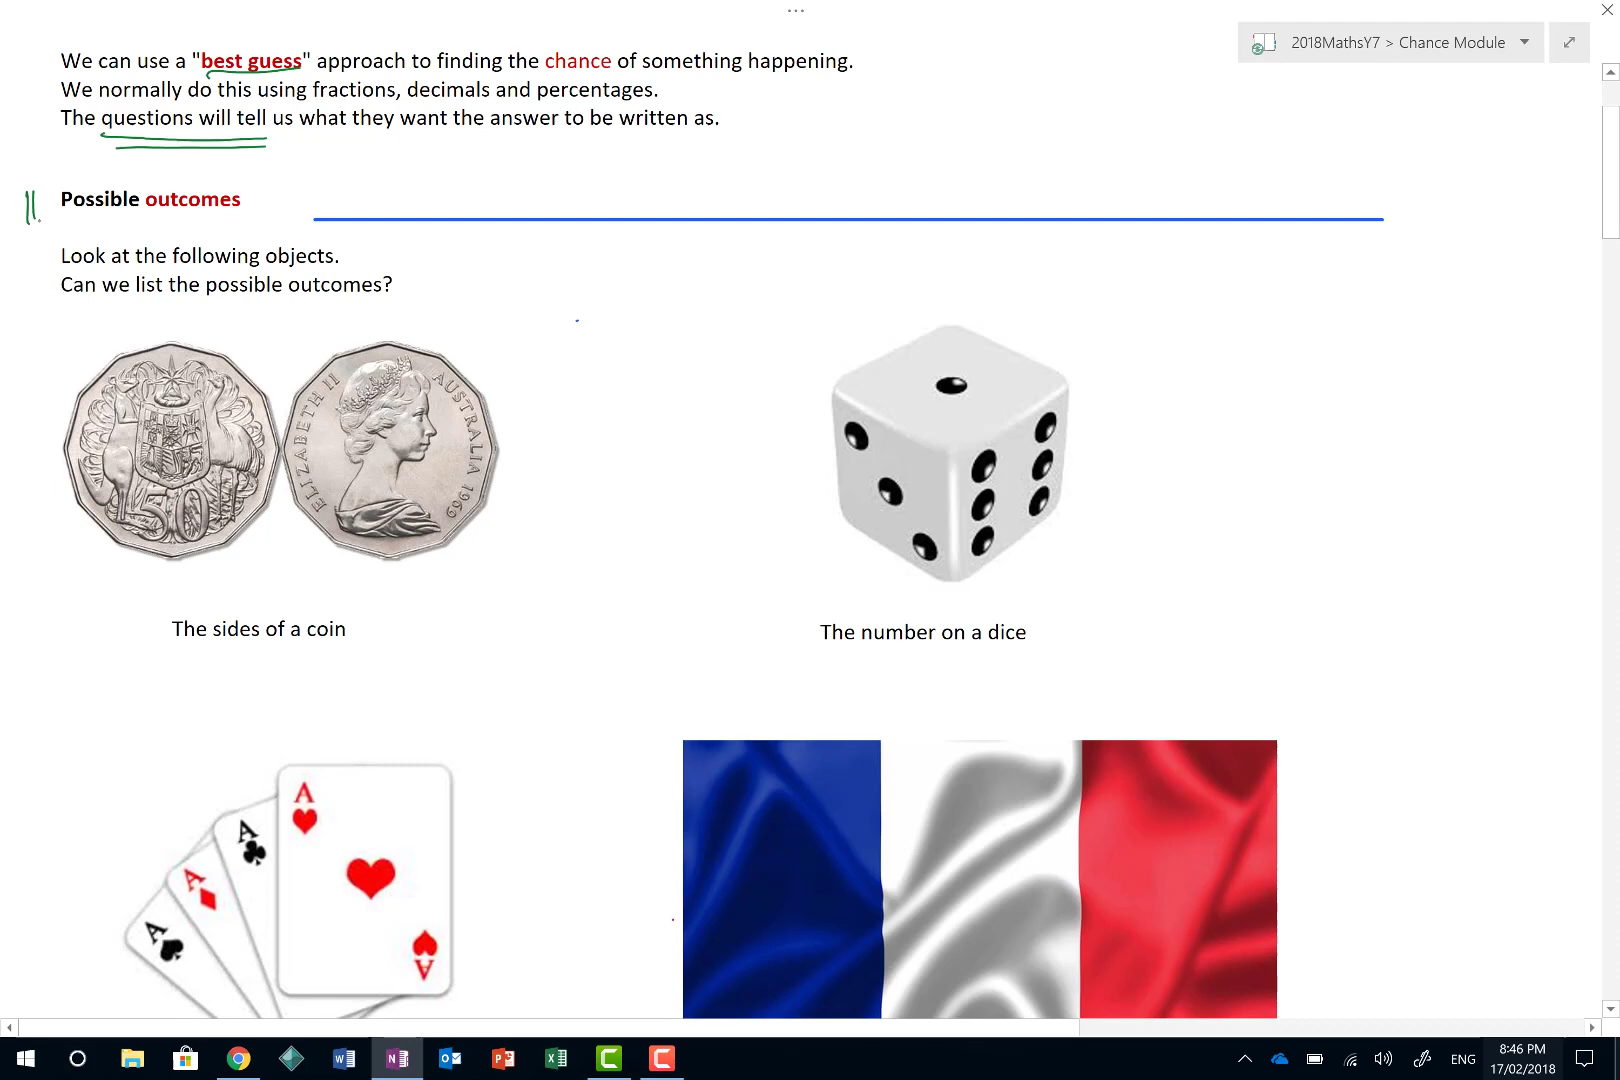 2018MathsY7 > Chance Module
We can use a "best guess" approach to finding the chance of something happening.
We normally do this using fractions, decimals and percentages.
The questions will tell us what they want the answer to be written as.
Possible outcomes
Look at the following objects.
Can we list the possible outcomes?
50
ELIZABETH II AUSTRALIA 1969
The sides of a coin
The number on a dice
A
A
A
A
A
ENG
8:46 PM
17/02/2018